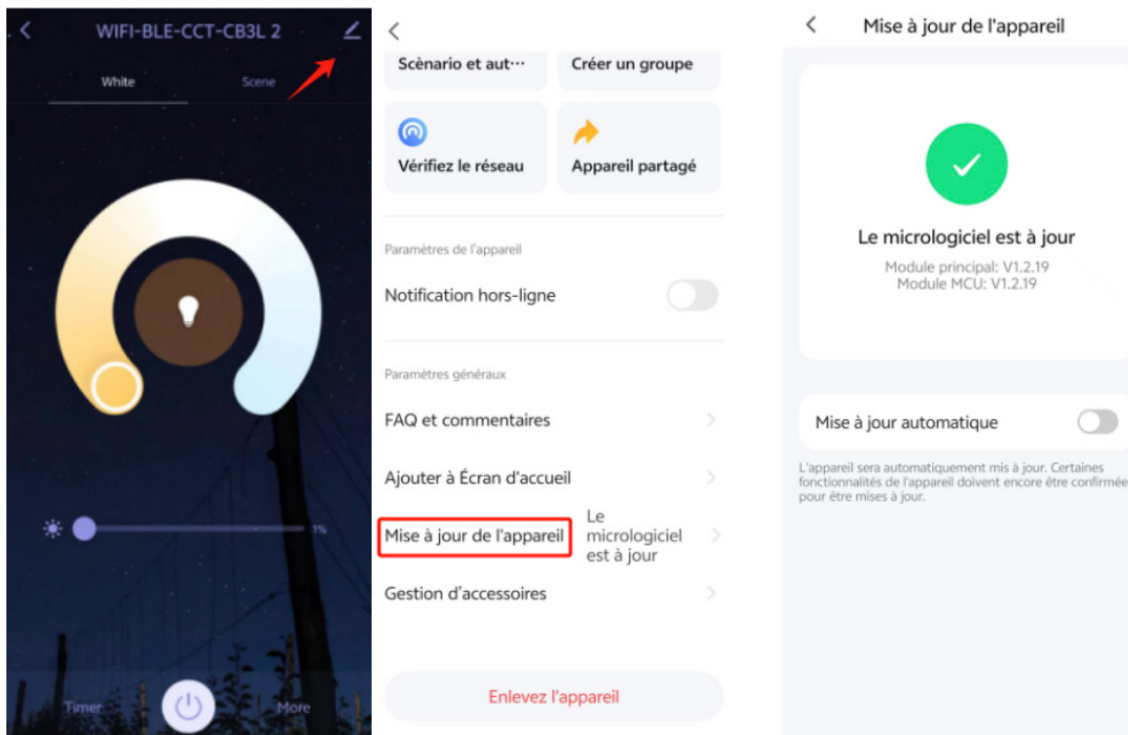 WIFI-BLE-CCT-CB3L 2
White
Scene
1%
Timer
More
Scènario et aut···
Créer un groupe
Vérifiez le réseau
Appareil partagé
Paramètres de l'appareil
Notification hors-ligne
Paramètres généraux
FAQ et commentaires
Ajouter à Écran d'accueil
Mise à jour de l'appareil
Le
micrologiciel
est à jour
Gestion d'accessoires
Enlevez l'appareil
Mise à jour de l'appareil
Le micrologiciel est à jour
Module principal: V1.2.19
Module MCU: V1.2.19
Mise à jour automatique
L'appareil sera automatiquement mis à jour. Certaines
fonctionnalités de l'appareil doivent encore être confirmée
pour être mises à jour.